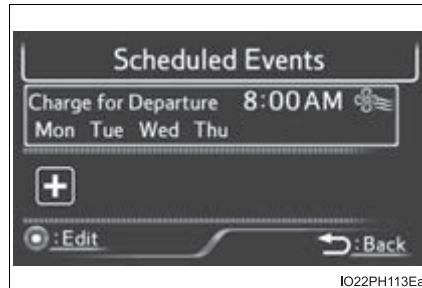 Scheduled Events
Charge for Departure 8:00AM
Mon Tue Wed Thu
:Edit
:Back
IO22PH113Ea